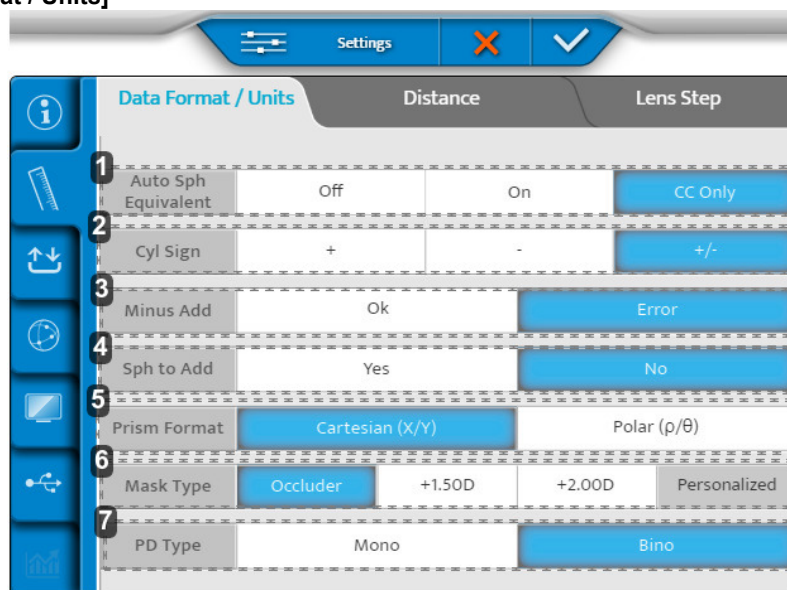 ut / Units]
Settings
Data Format / Units Distance Lens Step
1
Auto Sph
Equivalent Off On CC Only
2
Cyl Sign + - +/-
3
Minus Add Ok Error
4
Sph to Add Yes No
5
Prism Format Cartesian (X/Y) Polar (ρ/θ)
6
Mask Type Occluder +1.50D +2.00D Personalized
7
PD Type Mono Bino